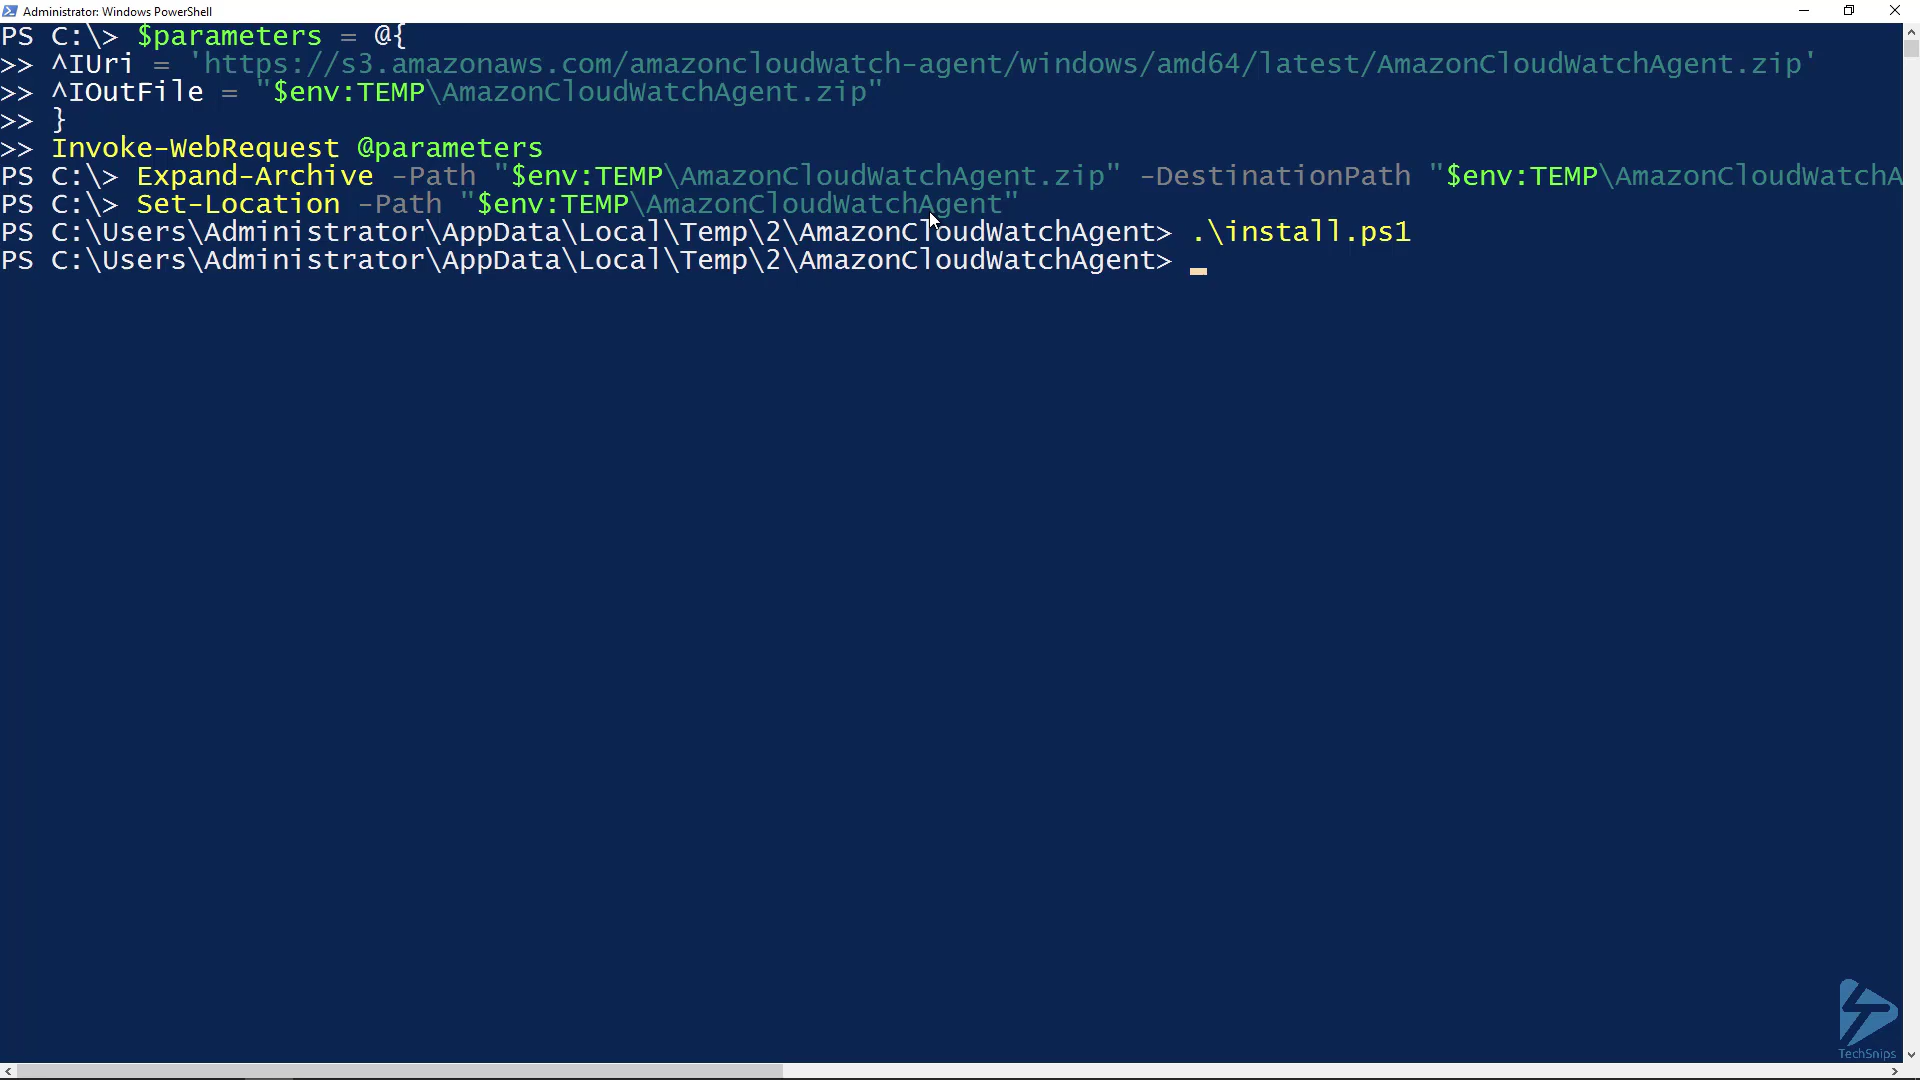 Administrator: Windows PowerShell
PS C:\> $parameters = @{
>> ^IUri = 'https://s3.amazonaws.com/amazoncloudwatch-agent/windows/amd64/latest/AmazonCloudWatchAgent.zip'
>> ^IOutFile = "$env:TEMP\AmazonCloudWatchAgent.zip"
>> }
>> Invoke-WebRequest @parameters
PS C:\> Expand-Archive -Path "$env:TEMP\AmazonCloudWatchAgent.zip" -DestinationPath "$env:TEMP\AmazonCloudWatchA
PS C:\> Set-Location -Path "$env:TEMP\AmazonCloudWatchAgent"
PS C:\Users\Administrator\AppData\Local\Temp\2\AmazonCloudWatchAgent> .\install.ps1
PS C:\Users\Administrator\AppData\Local\Temp\2\AmazonCloudWatchAgent>
TechSnips